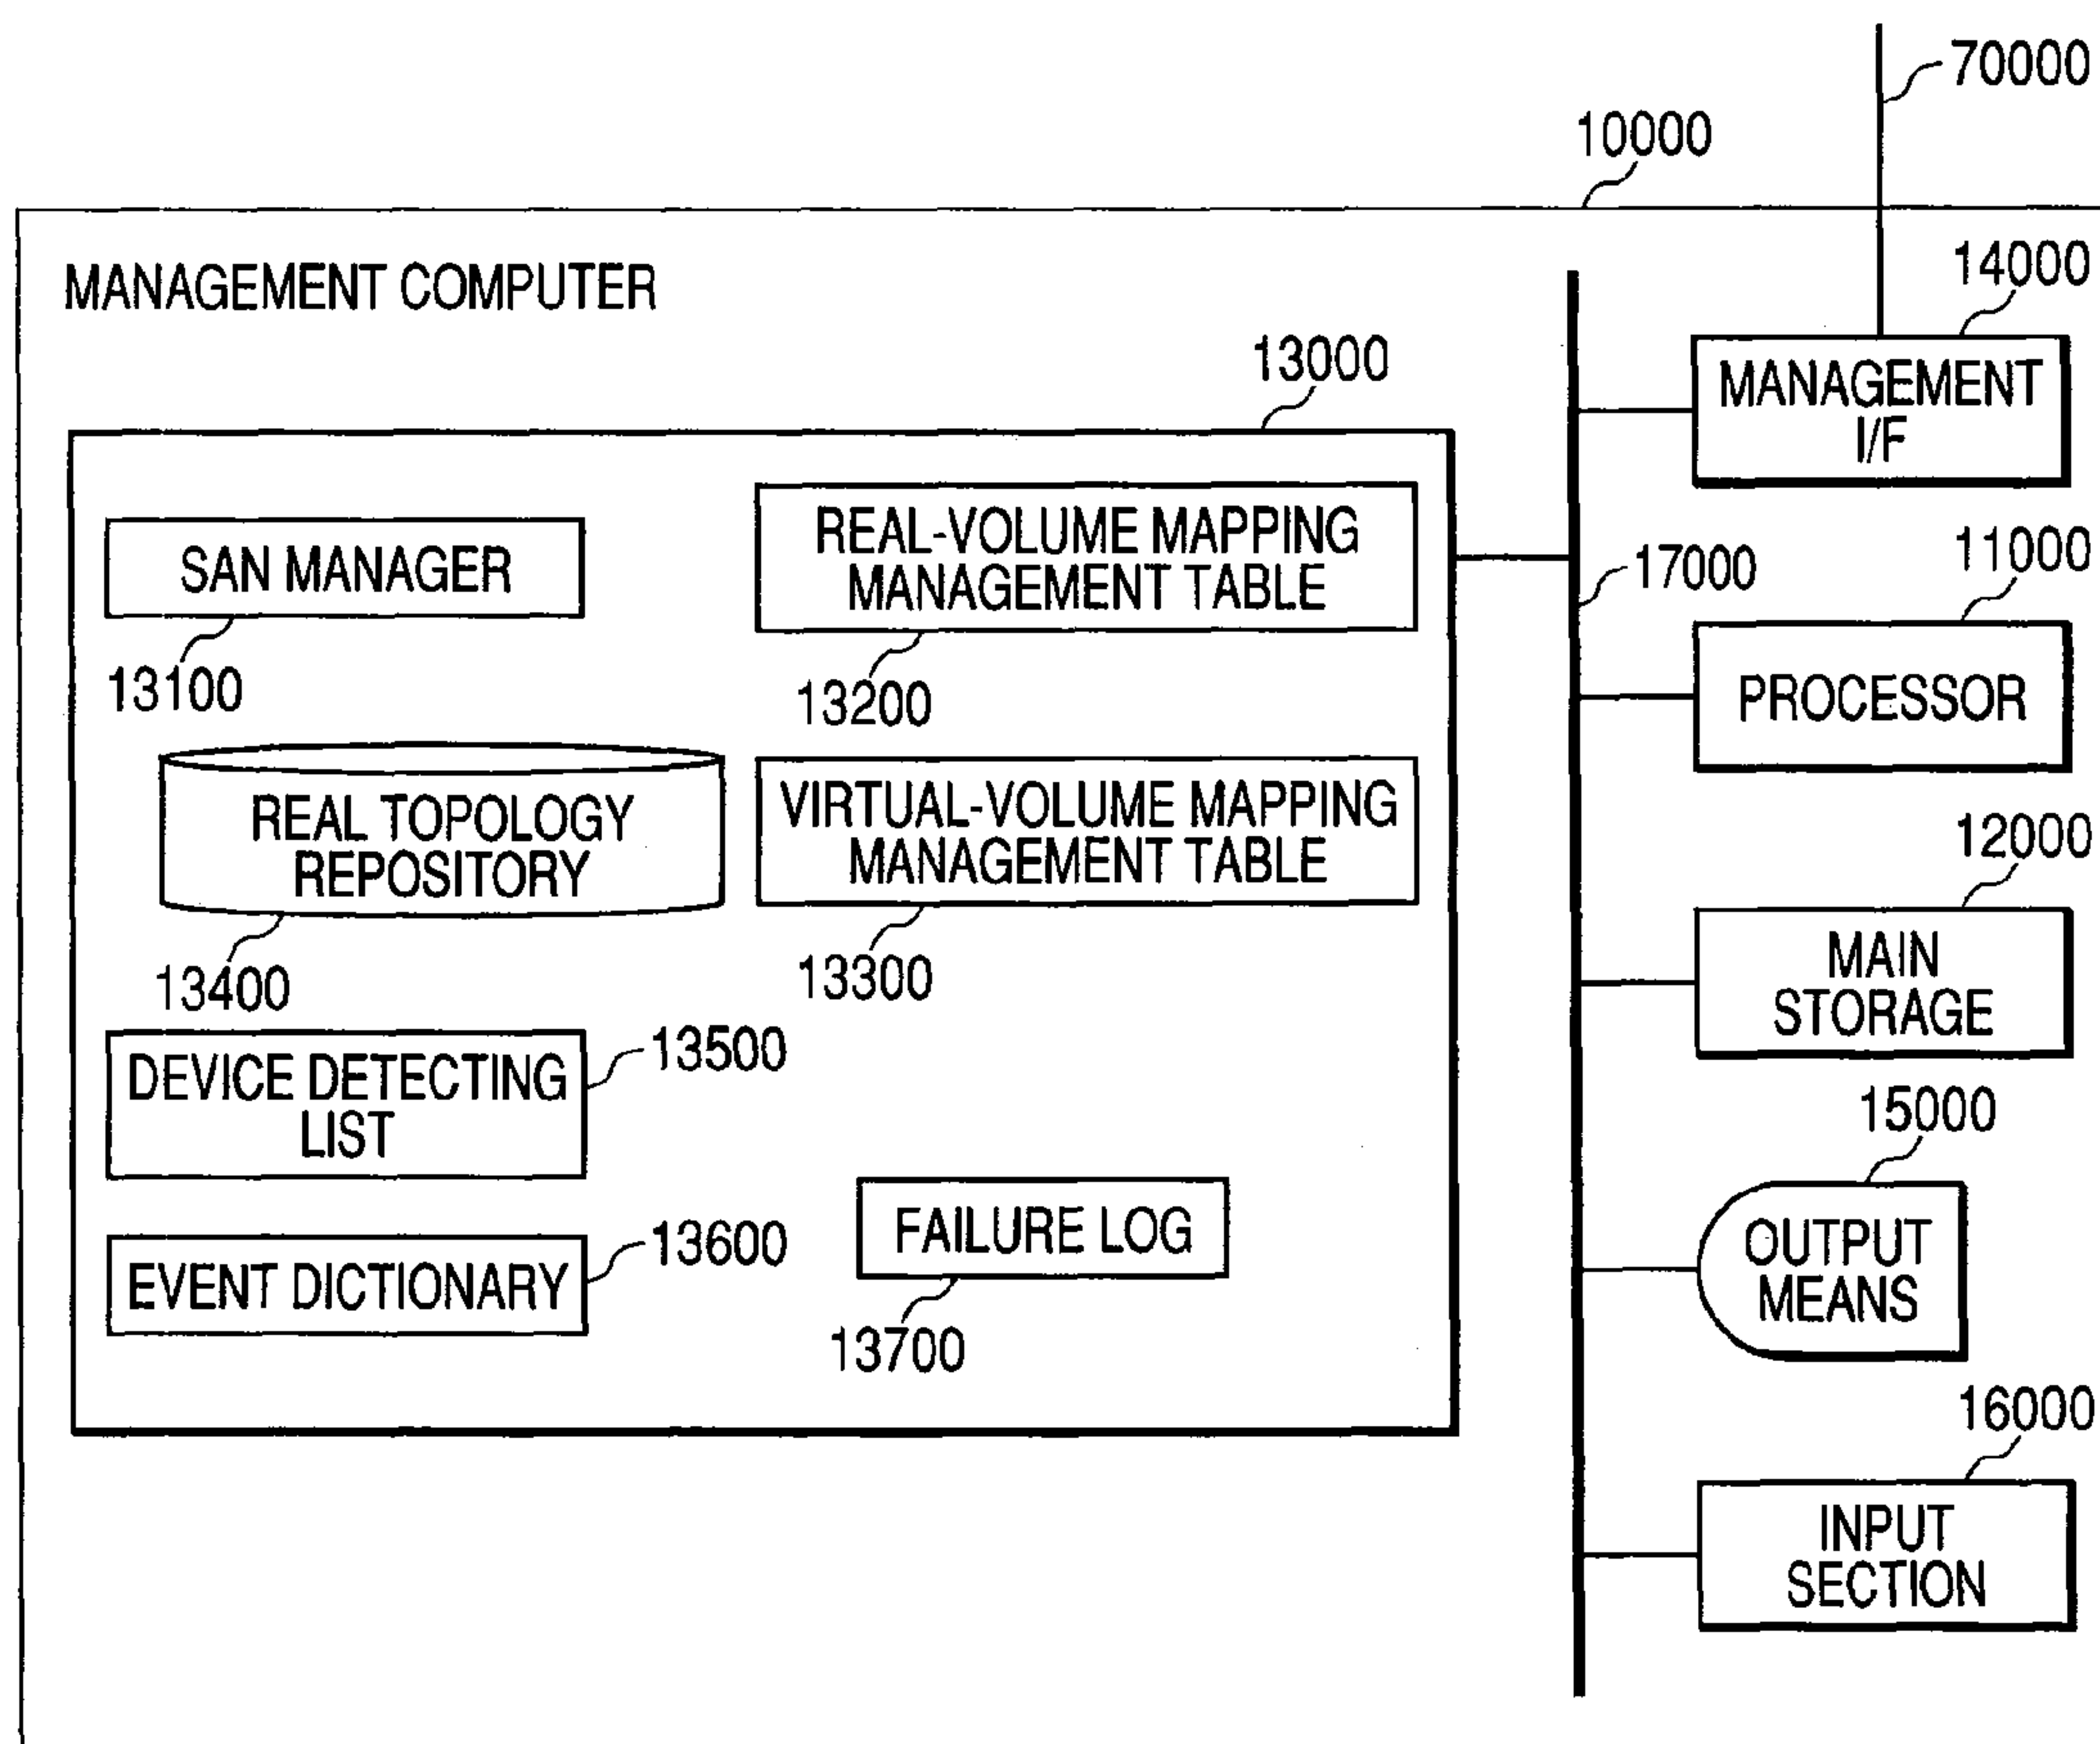 70000
10000
MANAGEMENT COMPUTER
14000
MANAGEMENT
I/F
13000
SAN MANAGER
13100
REAL-VOLUME MAPPING
MANAGEMENT TABLE
13200
17000
11000
PROCESSOR
REAL TOPOLOGY
REPOSITORY
13400
VIRTUAL-VOLUME MAPPING
MANAGEMENT TABLE
13300
12000
MAIN
STORAGE
DEVICE DETECTING
LIST
13500
15000
OUTPUT
MEANS
EVENT DICTIONARY
13600
FAILURE LOG
13700
16000
INPUT
SECTION